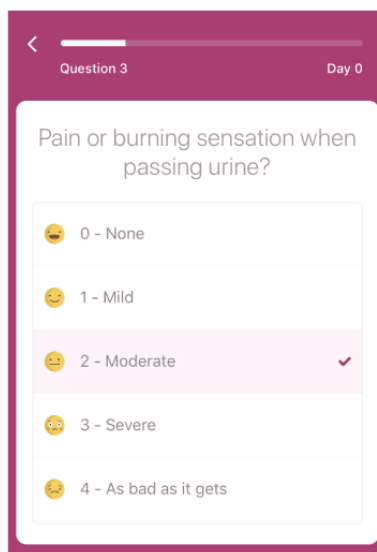 Question 3
Day 0
Pain or burning sensation when
passing urine?
0 - None
1 - Mild
2 - Moderate
3 - Severe
4 - As bad as it gets